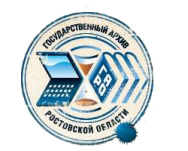 ГОСУДАРСТВЕННЫЙ АРХИВ
РОСТОВСКОЙ ОБЛАСТИ